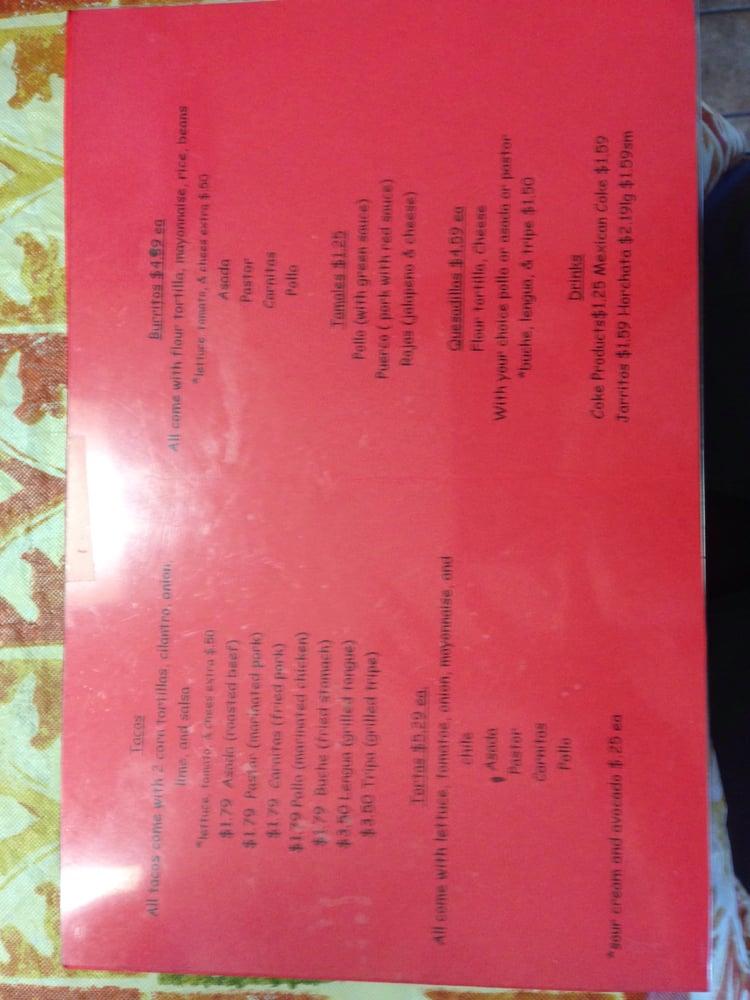 Tacos
All tacos come with 2 corn tortillas, cilantro, onion,
lime, and salsa
*lettuce, tomato, & chees extra $.50
$1.79 Asada (roasted beef)
$1.79 Pastar (marinated pork)
$1.79 Carnitas (fried pork)
$1.79 Pollo (marinated chicken)
$1.79 Buche (fried stomach)
$3.50 Lengua (grilled tongue)
$3.50 Tripa (grilled tripe)
Tortas $5.29 ea
All come with lettuce, tomatoe, onion, mayonnaise, and
chile
Asada
Pastor
Carnitas
Pollo
*sour cream and avocado $.25 ea
Burritos $4.89 ea
All come with flour tortilla, mayonnaise, rice, beans
*lettuce, tomato, & chees extra $.50
Asada
Pastor
Carnitas
Pollo
Tamales $1.25
Pollo (with green sauce)
Puerco ( pork with red sauce)
Rajas (jalapeno & cheese)
Quesadillas $4.59 ea
Flour tortilla, Cheese
With your choice pollo or asada or pastor
*buche, lengua, & tripe $1.50
Drinks
Coke Products$1.25 Mexican Coke $1.59
Jarritos $1.59 Horchata $2.19lg $1.59sm